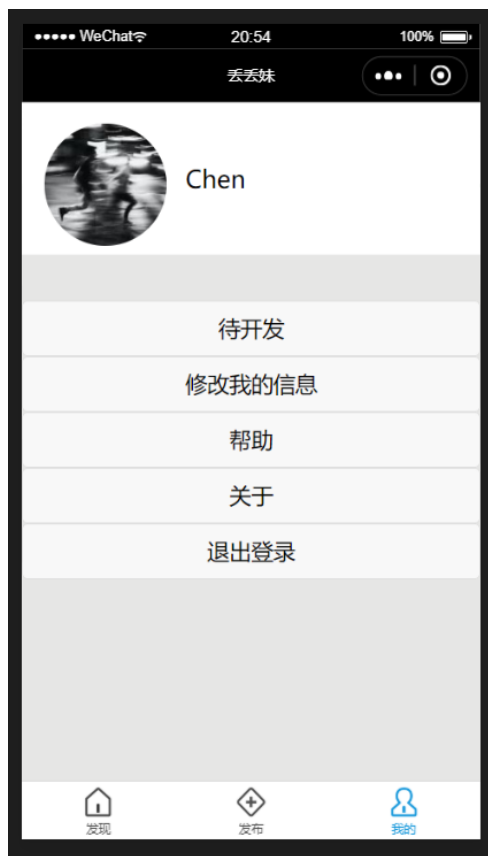 WeChat 20:54 100%
丢丢妹
Chen
待开发
修改我的信息
帮助
关于
退出登录
发现 发布 我的